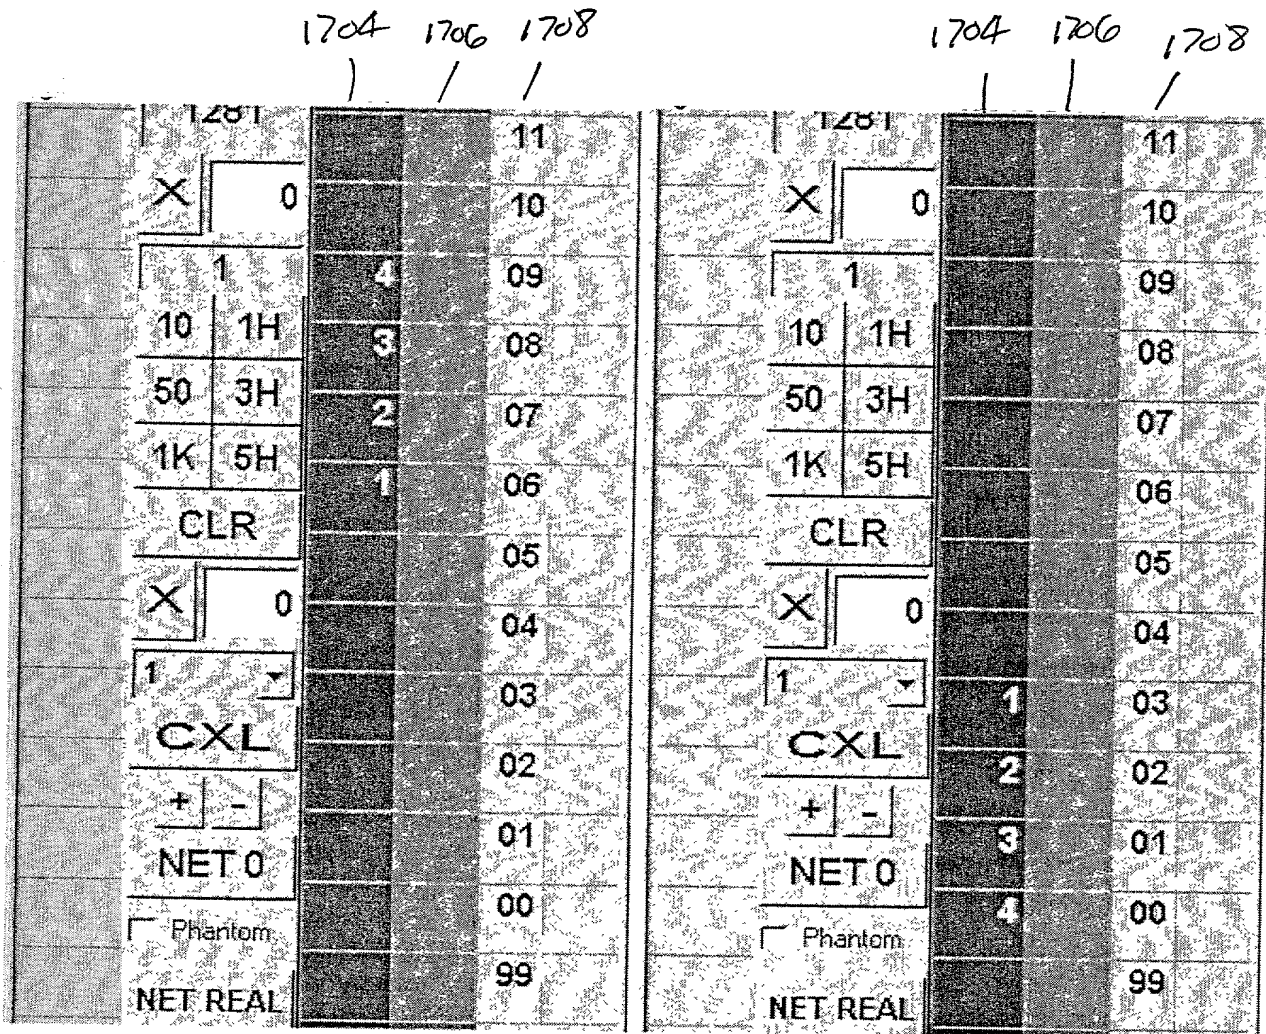 1704 1706 1708
1281
X 0
1
10 1H
50 3H
1K 5H
CLR
X 0
1
CXL
+ -
NET 0
Phantom
NET REAL
11
10
4 09
3 08
2 07
1 06
05
04
03
02
01
00
99
1704 1706 1708
1281
X 0
1
10 1H
50 3H
1K 5H
CLR
X 0
1
CXL
+ -
NET 0
Phantom
NET REAL
11
10
09
08
07
06
05
04
1 03
2 02
3 01
4 00
99